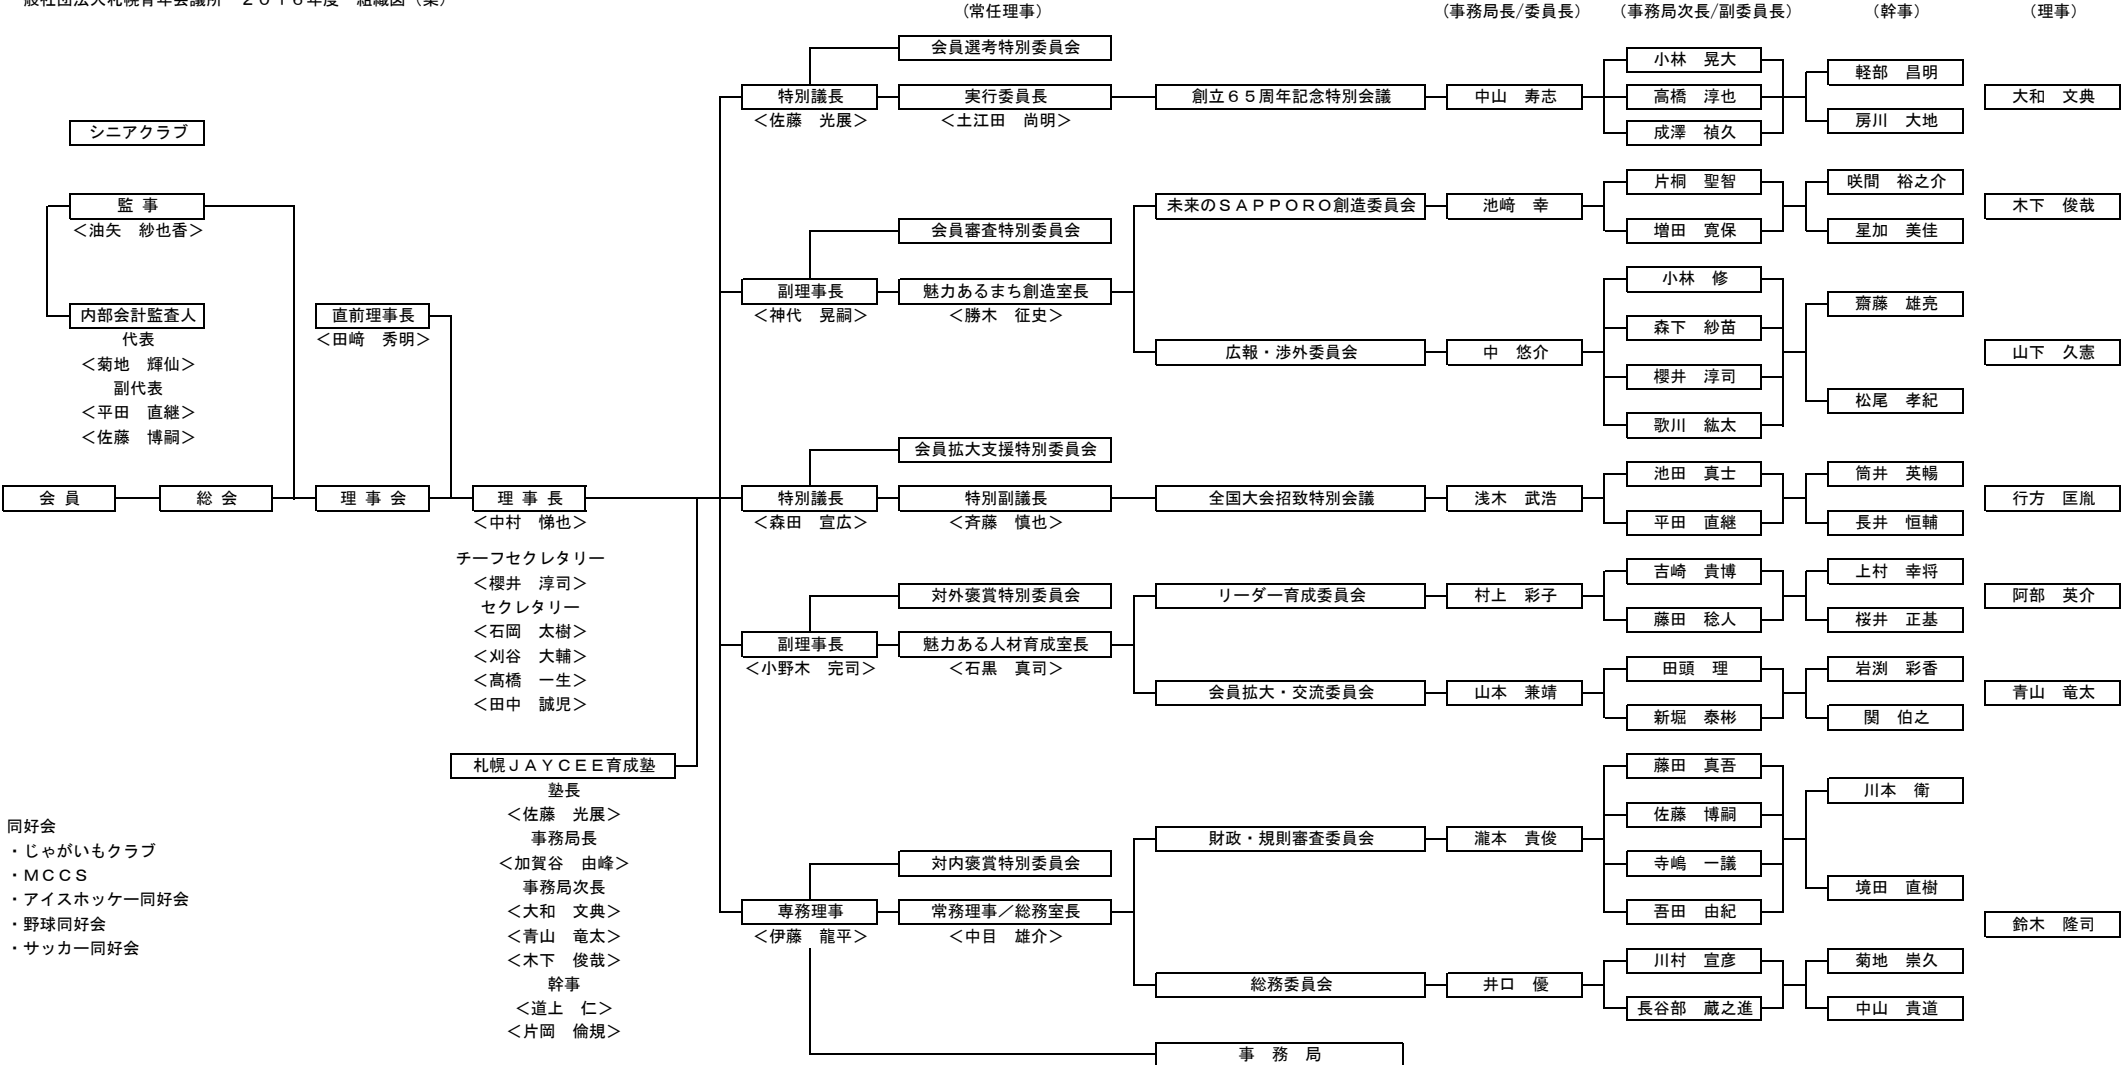 一般社団法人札幌青年会議所　２０１６年度　組織図（案）
（常任理事）
（事務局長/委員長）
（事務局次長/副委員長）
（幹事）
（理事）
シニアクラブ
監 事
＜油矢　紗也香＞
内部会計監査人
代表
＜菊地　輝仙＞
副代表
＜平田　直継＞
＜佐藤　博嗣＞
直前理事長
＜田﨑　秀明＞
会 員
総 会
理 事 会
理 事 長
＜中村　悌也＞
チーフセクレタリー
＜櫻井　淳司＞
セクレタリー
＜石岡　太樹＞
＜刈谷　大輔＞
＜髙橋　一生＞
＜田中　誠児＞
札幌ＪＡＹＣＥＥ育成塾
塾長
＜佐藤　光展＞
事務局長
＜加賀谷　由峰＞
事務局次長
＜大和　文典＞
＜青山　竜太＞
＜木下　俊哉＞
幹事
＜道上　仁＞
＜片岡　倫規＞
同好会
・じゃがいもクラブ
・ＭＣＣＳ
・アイスホッケー同好会
・野球同好会
・サッカー同好会
会員選考特別委員会
特別議長
＜佐藤　光展＞
実行委員長
＜土江田　尚明＞
創立６５周年記念特別会議
中山　寿志
小林　晃大
高橋　淳也
成澤　禎久
軽部　昌明
房川　大地
大和　文典
会員審査特別委員会
副理事長
＜神代　晃嗣＞
魅力あるまち創造室長
＜勝木　征史＞
未来のＳＡＰＰＯＲＯ創造委員会
池﨑　幸
片桐　聖智
増田　寛保
咲間　裕之介
星加　美佳
木下　俊哉
広報・渉外委員会
中　悠介
小林　修
森下　紗苗
櫻井　淳司
歌川　紘太
齋藤　雄亮
松尾　孝紀
山下　久憲
会員拡大支援特別委員会
特別議長
＜森田　宣広＞
特別副議長
＜斉藤　慎也＞
全国大会招致特別会議
浅木　武浩
池田　真士
平田　直継
筒井　英暢
長井　恒輔
行方　匡胤
対外褒賞特別委員会
副理事長
＜小野木　完司＞
魅力ある人材育成室長
＜石黒　真司＞
リーダー育成委員会
村上　彩子
吉崎　貴博
藤田　稔人
上村　幸将
桜井　正基
阿部　英介
会員拡大・交流委員会
山本　兼靖
田頭　理
新堀　泰彬
岩渕　彩香
関　伯之
青山　竜太
対内褒賞特別委員会
専務理事
＜伊藤　龍平＞
常務理事／総務室長
＜中目　雄介＞
財政・規則審査委員会
瀧本　貴俊
藤田　真吾
佐藤　博嗣
寺嶋　一議
吾田　由紀
川本　衛
境田　直樹
鈴木　隆司
総務委員会
井口　優
川村　宣彦
長谷部　蔵之進
菊地　崇久
中山　貴道
事　務　局